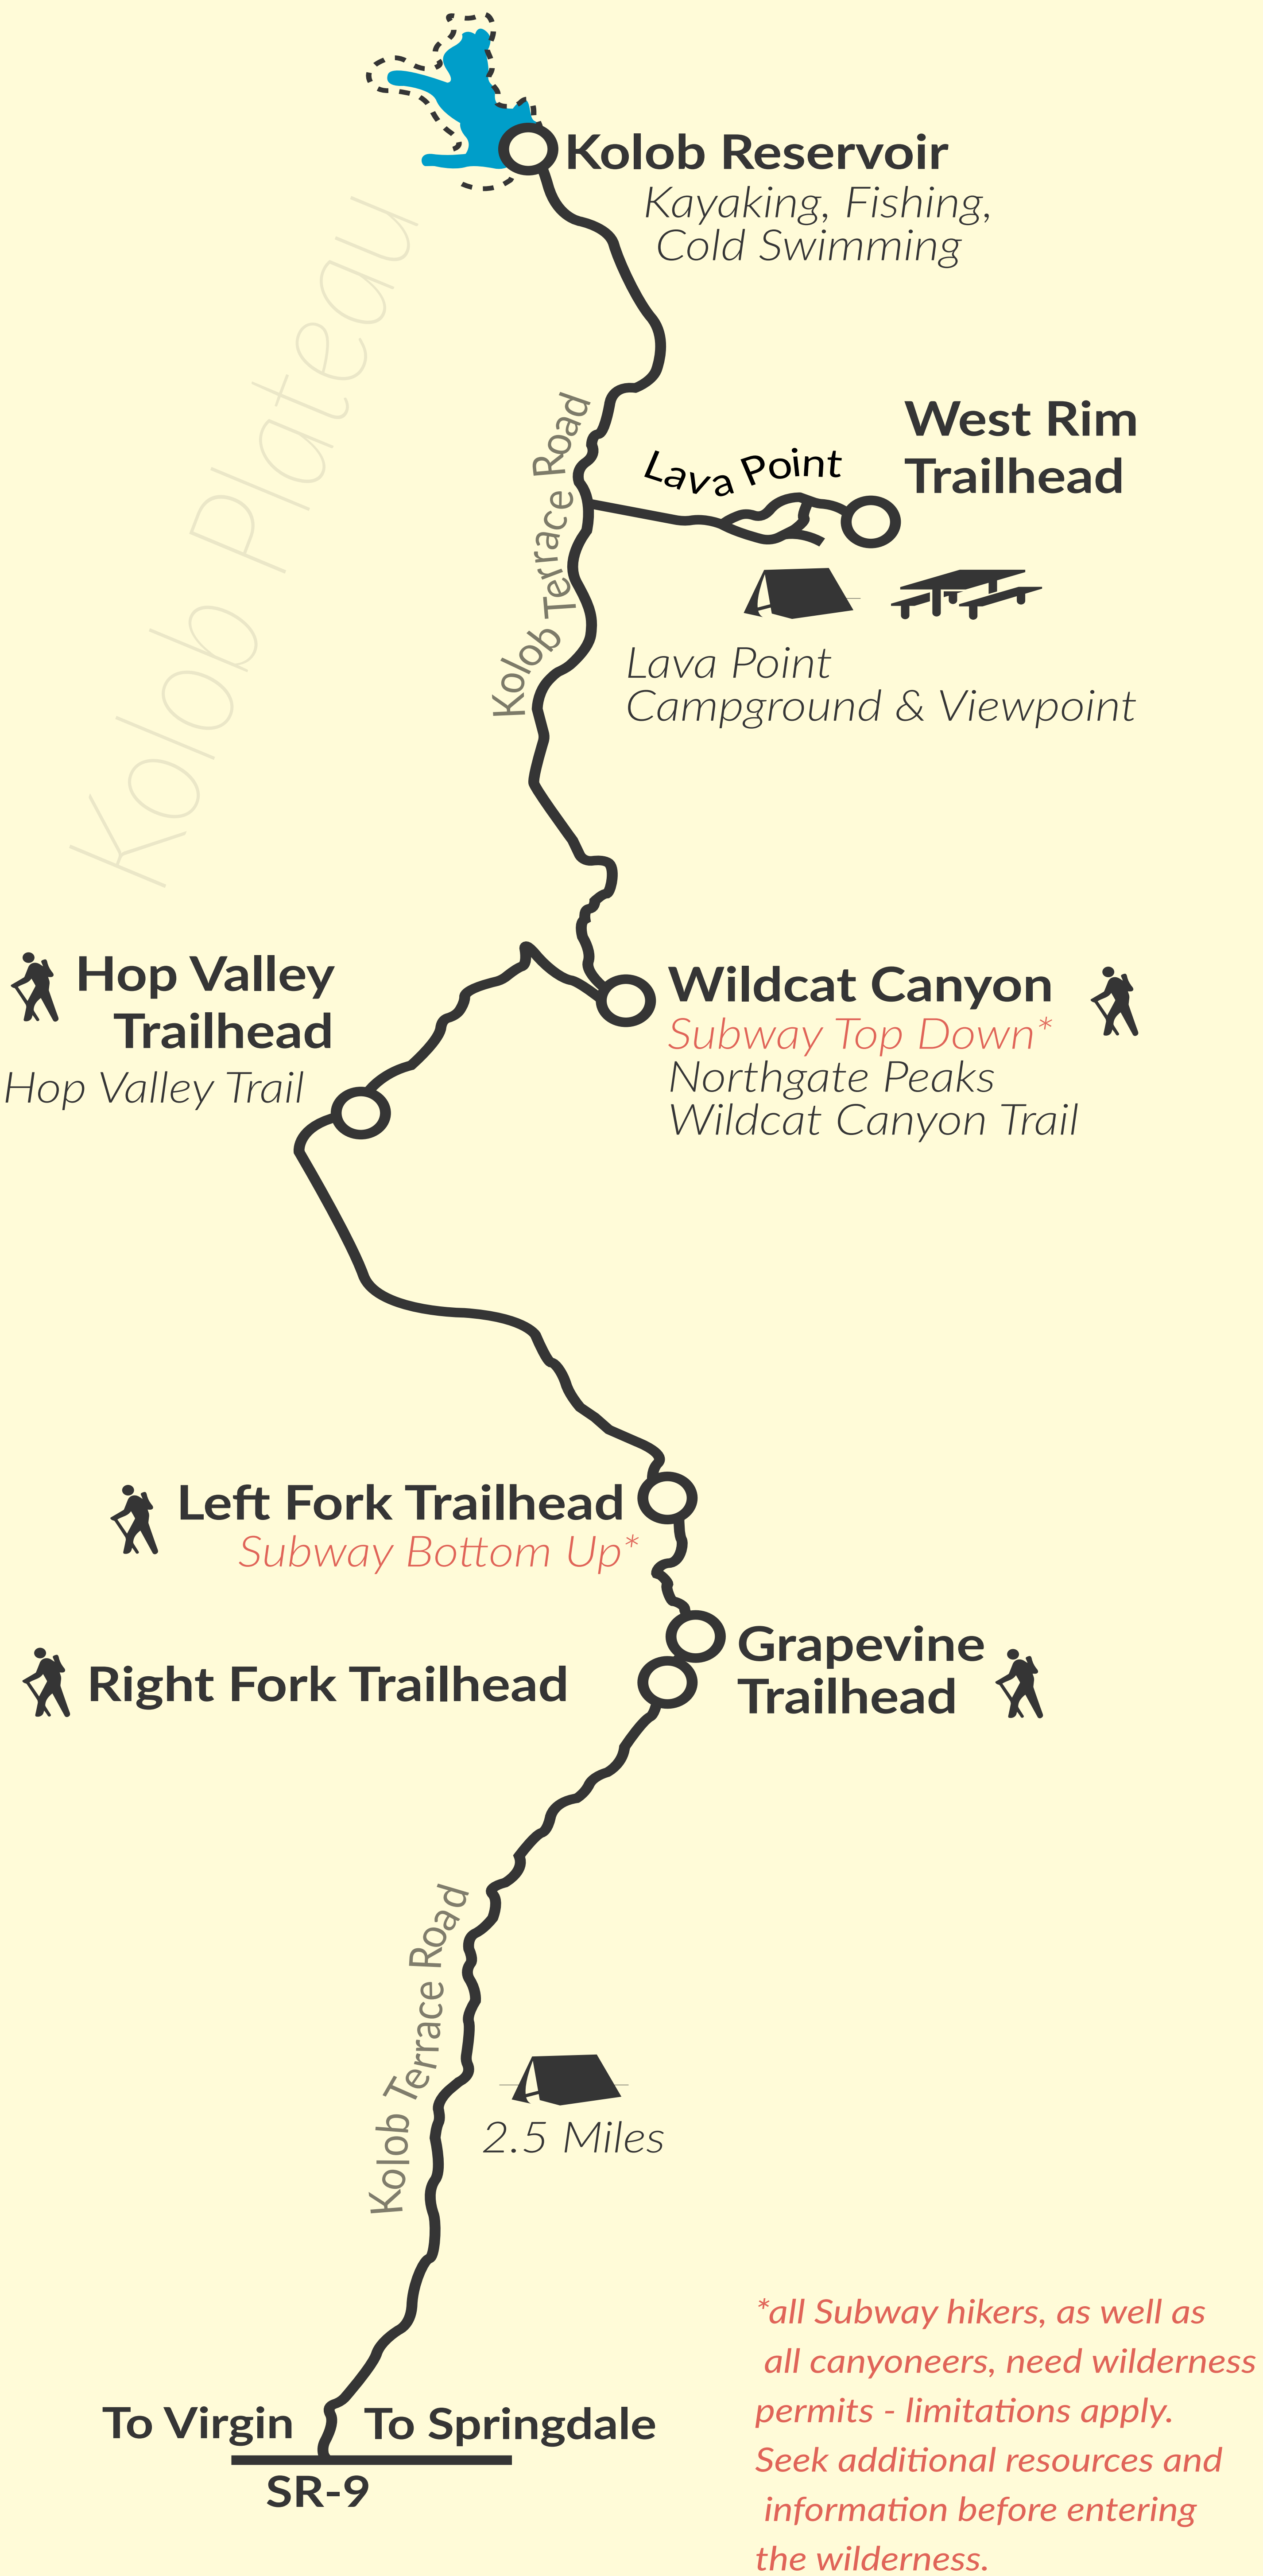 Kolob Reservoir
Kayaking, Fishing,
Cold Swimming
Kolob Plateau
Kolob Terrace Road
Lava Point
West Rim
Trailhead
Lava Point
Campground & Viewpoint
Hop Valley
Trailhead
Hop Valley Trail
Wildcat Canyon
Subway Top Down*
Northgate Peaks
Wildcat Canyon Trail
Left Fork Trailhead
Subway Bottom Up*
Grapevine
Trailhead
Right Fork Trailhead
Kolob Terrace Road
2.5 Miles
To Virgin
To Springdale
SR-9
*all Subway hikers, as well as
all canyoneers, need wilderness
permits - limitations apply.
Seek additional resources and
information before entering
the wilderness.